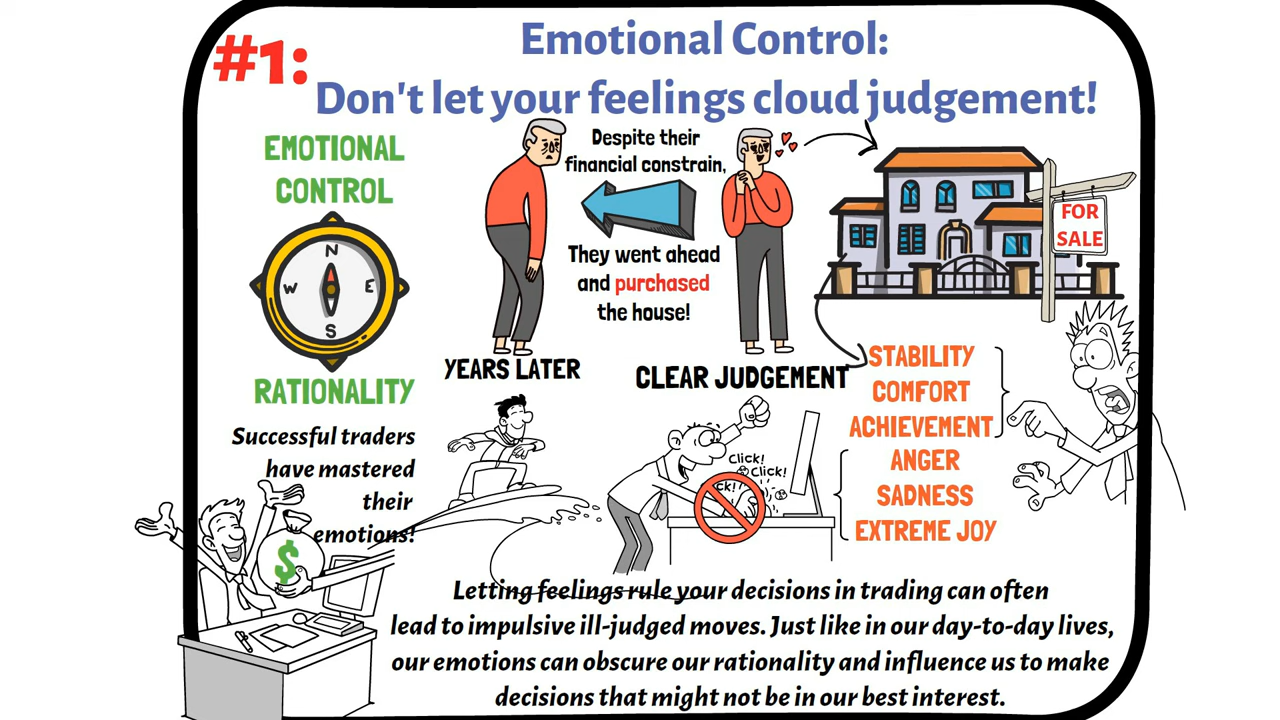 #1:
Emotional Control:
Don't let your feelings cloud judgement!
EMOTIONAL
CONTROL
N
W
E
S
RATIONALITY
Successful traders
have mastered
their
emotions!
$
Despite their
financial constrain,
They went ahead
and purchased
the house!
YEARS LATER
CLEAR JUDGEMENT
FOR
SALE
STABILITY
COMFORT
ACHIEVEMENT
ANGER
SADNESS
EXTREME JOY
Click!
Click!
ck!
Letting feelings rule your decisions in trading can often
lead to impulsive ill-judged moves. Just like in our day-to-day lives,
our emotions can obscure our rationality and influence us to make
decisions that might not be in our best interest.